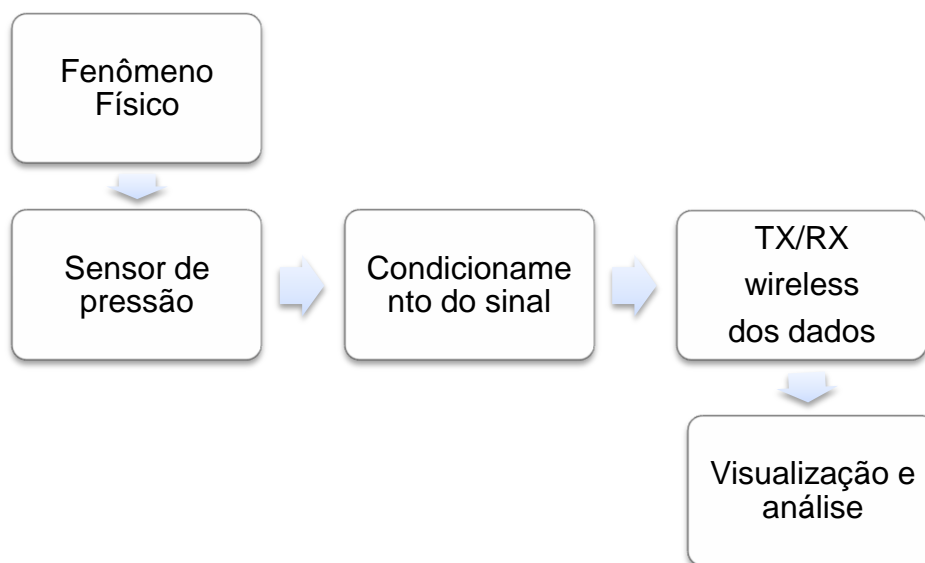 Fenômeno
Físico
Sensor de
pressão
Condicioname
nto do sinal
TX/RX
wireless
dos dados
Visualização e
análise